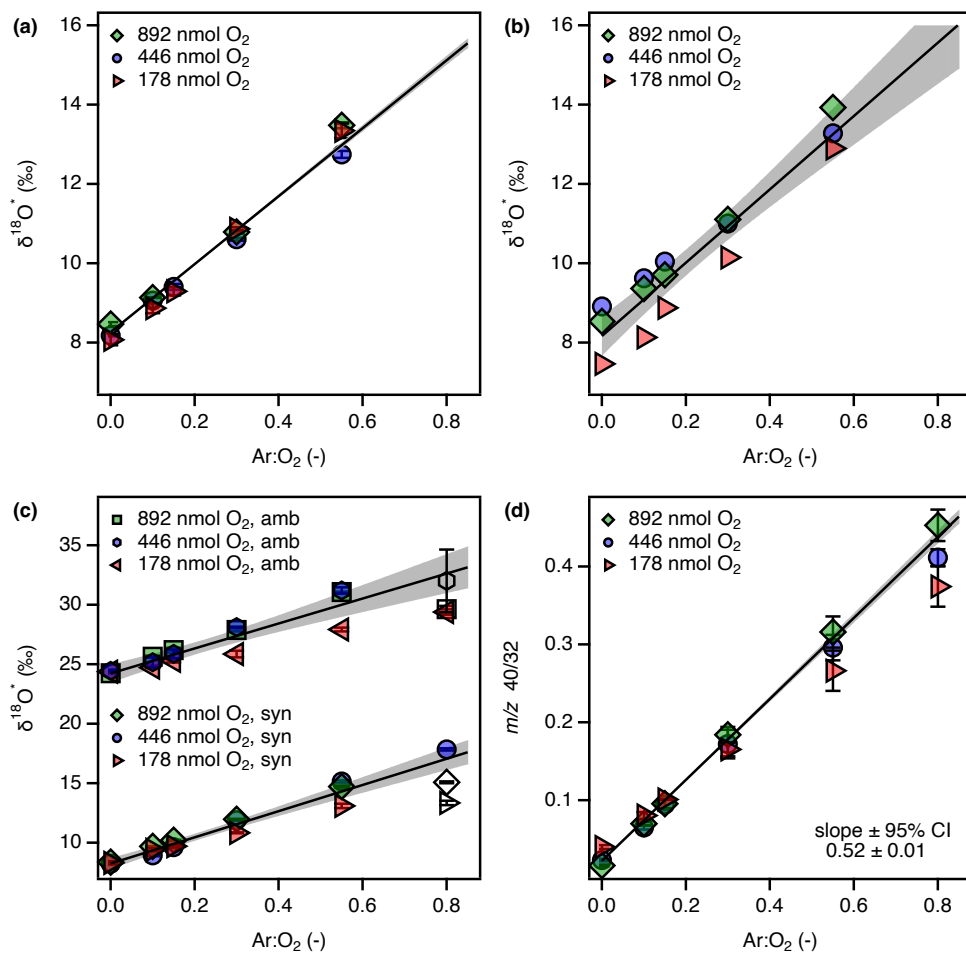 (a)
892 nmol O₂
446 nmol O₂
178 nmol O₂
16
14
12
10
8
δ¹⁸O* (‰)
0.0 0.2 0.4 0.6 0.8
Ar:O₂ (-)
(b)
892 nmol O₂
446 nmol O₂
178 nmol O₂
16
14
12
10
8
δ¹⁸O* (‰)
0.0 0.2 0.4 0.6 0.8
Ar:O₂ (-)
(c)
892 nmol O₂, amb
446 nmol O₂, amb
178 nmol O₂, amb
892 nmol O₂, syn
446 nmol O₂, syn
178 nmol O₂, syn
35
30
25
20
15
10
δ¹⁸O* (‰)
0.0 0.2 0.4 0.6 0.8
Ar:O₂ (-)
(d)
892 nmol O₂
446 nmol O₂
178 nmol O₂
0.4
0.3
0.2
0.1
m/z 40/32
slope ± 95% CI
0.52 ± 0.01
0.0 0.2 0.4 0.6 0.8
Ar:O₂ (-)